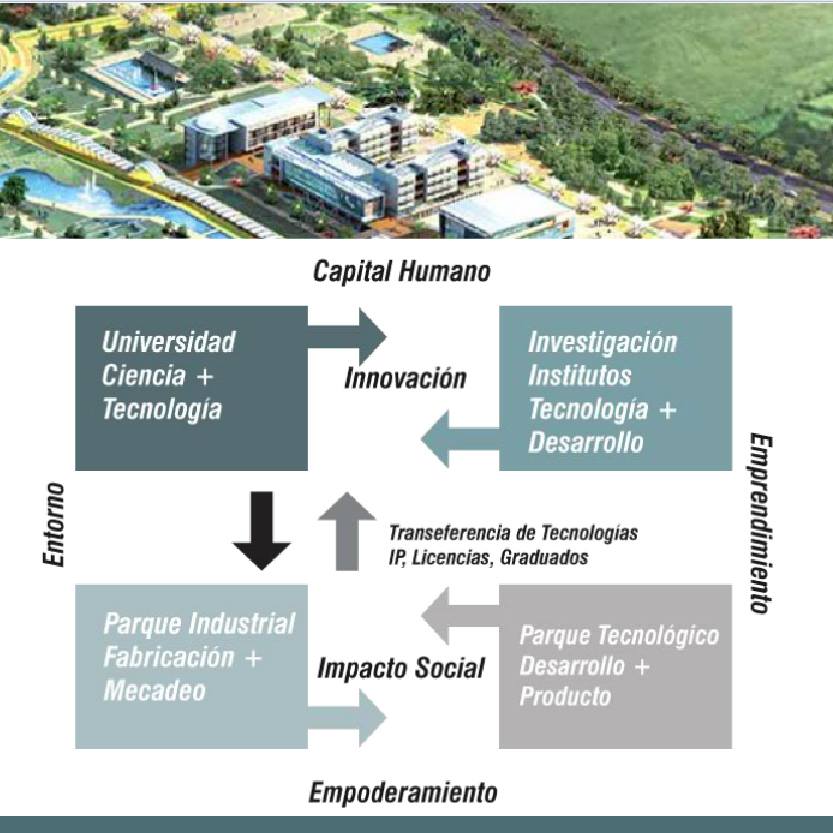 Capital Humano
Universidad
Ciencia +
Tecnología
Innovación
Investigación
Institutos
Tecnología +
Desarrollo
Entorno
Emprendimiento
Transeferencia de Tecnologías
IP, Licencias, Graduados
Parque Industrial
Fabricación +
Mecadeo
Impacto Social
Parque Tecnológico
Desarrollo +
Producto
Empoderamiento